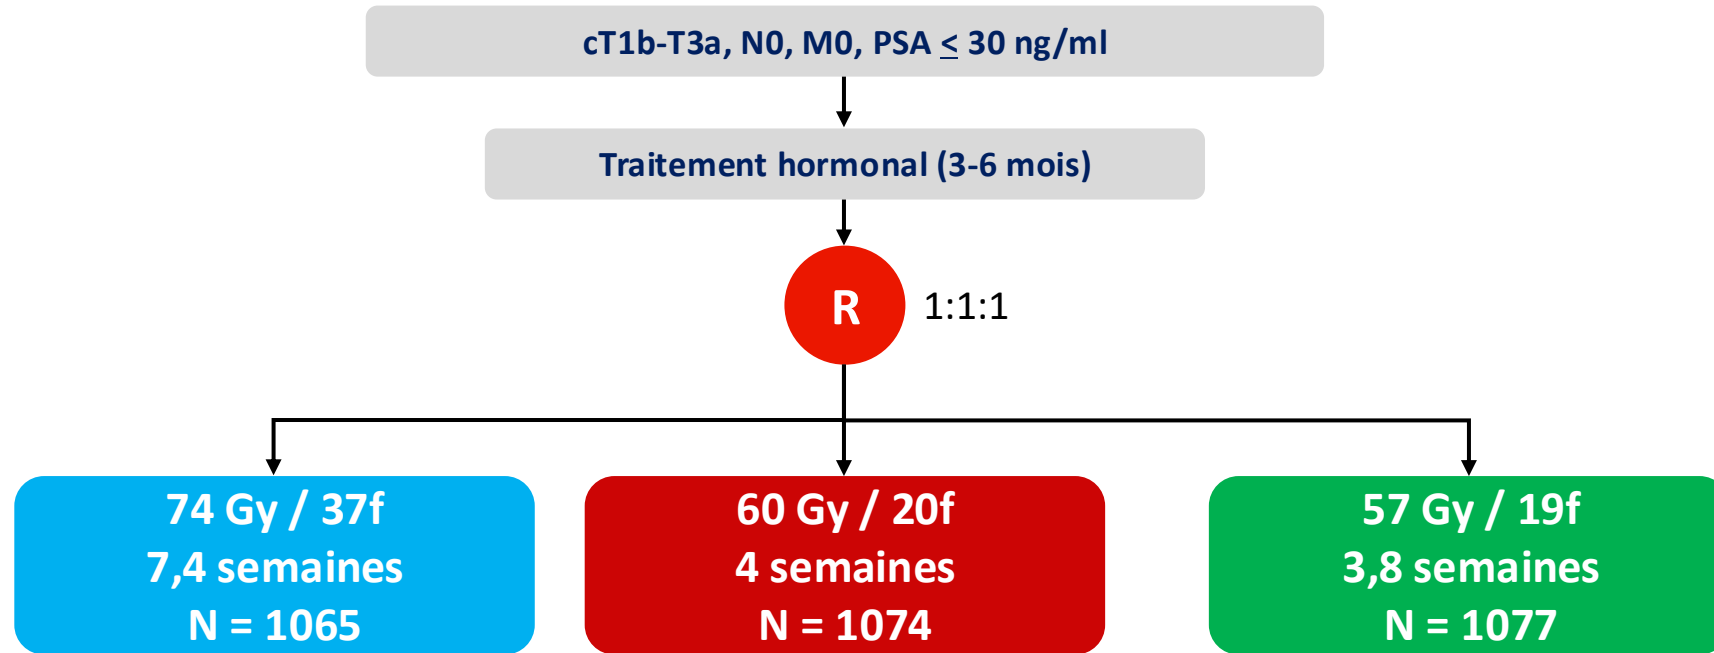 cT1b-T3a, N0, M0, PSA ≤ 30 ng/ml
Traitement hormonal (3-6 mois)
R
1:1:1
74 Gy / 37f
7,4 semaines
N = 1065
60 Gy / 20f
4 semaines
N = 1074
57 Gy / 19f
3,8 semaines
N = 1077